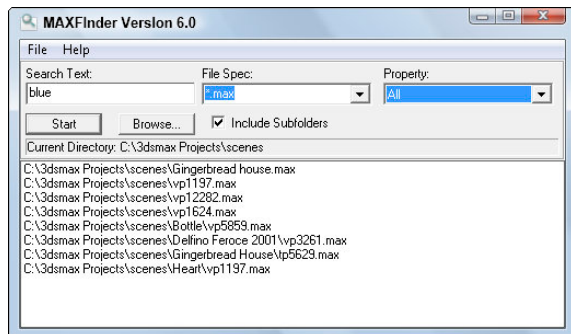 MAXFinder Version 6.0
File Help
Search Text: File Spec: Property:
blue *.max All
Start Browse... Include Subfolders
Current Directory: C:\3dsmax Projects\scenes
C:\3dsmax Projects\scenes\Gingerbread house.max
C:\3dsmax Projects\scenes\vp1197.max
C:\3dsmax Projects\scenes\vp12282.max
C:\3dsmax Projects\scenes\vp1624.max
C:\3dsmax Projects\scenes\Bottle\vp5859.max
C:\3dsmax Projects\scenes\Delfino Feroce 2001\vp3261.max
C:\3dsmax Projects\scenes\Gingerbread House\tp5629.max
C:\3dsmax Projects\scenes\Heart\vp1197.max